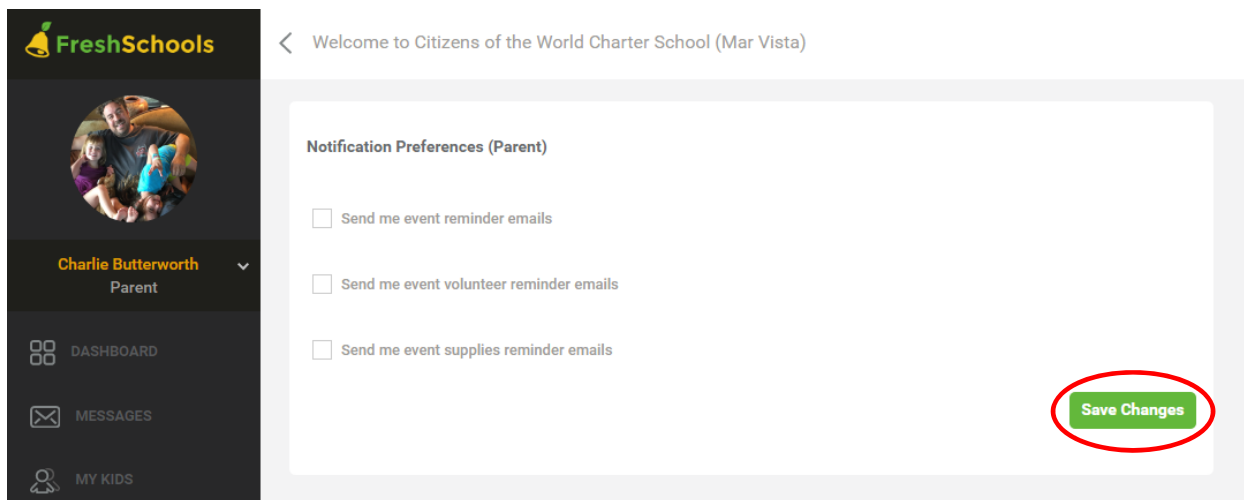 FreshSchools
Welcome to Citizens of the World Charter School (Mar Vista)
Charlie Butterworth
Parent
DASHBOARD
MESSAGES
MY KIDS
Notification Preferences (Parent)
Send me event reminder emails
Send me event volunteer reminder emails
Send me event supplies reminder emails
Save Changes